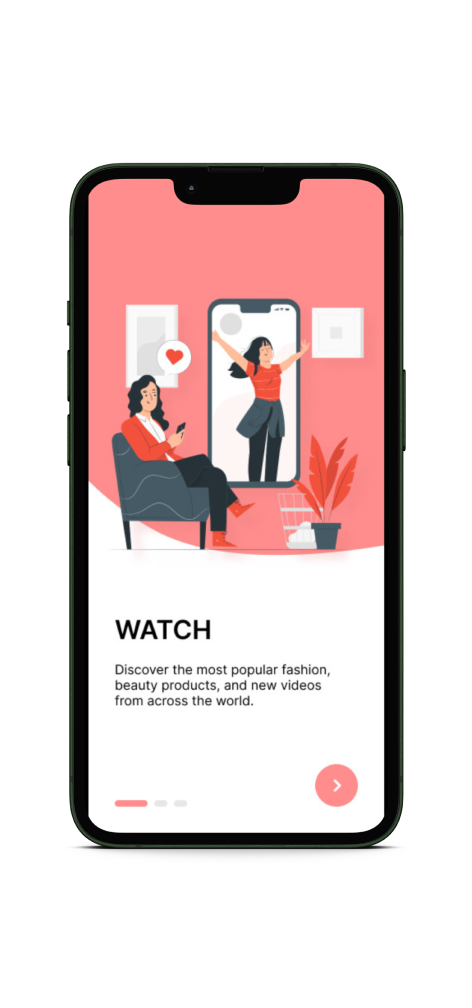 WATCH
Discover the most popular fashion,
beauty products, and new videos
from across the world.